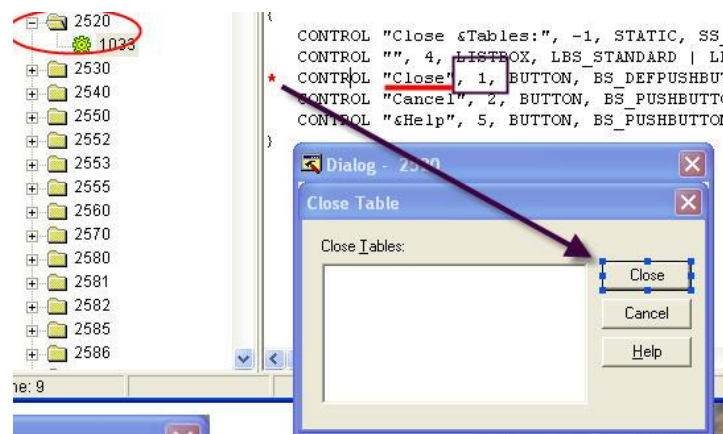 2520
1033
2530
2540
2550
2552
2553
2555
2560
2570
2580
2581
2582
2585
2586
ne: 9
{
CONTROL "Close &Tables:", -1, STATIC, SS
CONTROL "", 4, LISTBOX, LBS_STANDARD |
* CONTROL "Close", 1, BUTTON, BS_DEFPUSHBUT
CONTROL "Cancel", 2, BUTTON, BS_PUSHBUTTO
CONTROL "&Help", 5, BUTTON, BS_PUSHBUTTON
}
Dialog - 2520
Close Table
Close Tables:
Close
Cancel
Help